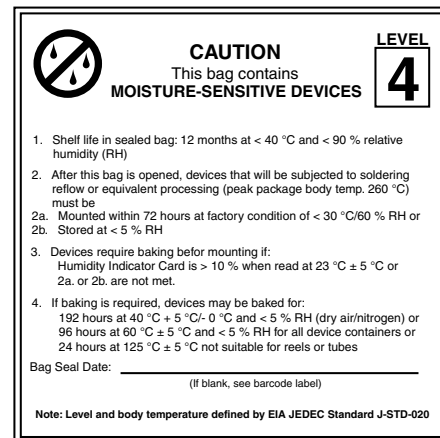 LEVEL
CAUTION
This bag contains
MOISTURE-SENSITIVE DEVICES
4
1. Shelf life in sealed bag: 12 months at < 40 °C and < 90 % relative
humidity (RH)
2. After this bag is opened, devices that will be subjected to soldering
reflow or equivalent processing (peak package body temp. 260 °C)
must be
2a. Mounted within 72 hours at factory condition of < 30 °C/60 % RH or
2b. Stored at < 5 % RH
3. Devices require baking befor mounting if:
Humidity Indicator Card is > 10 % when read at 23 °C ± 5 °C or
2a. or 2b. are not met.
4. If baking is required, devices may be baked for:
192 hours at 40 °C + 5 °C/- 0 °C and < 5 % RH (dry air/nitrogen) or
96 hours at 60 °C ± 5 °C and < 5 % RH for all device containers or
24 hours at 125 °C ± 5 °C not suitable for reels or tubes
Bag Seal Date:
(If blank, see barcode label)
Note: Level and body temperature defined by EIA JEDEC Standard J-STD-020